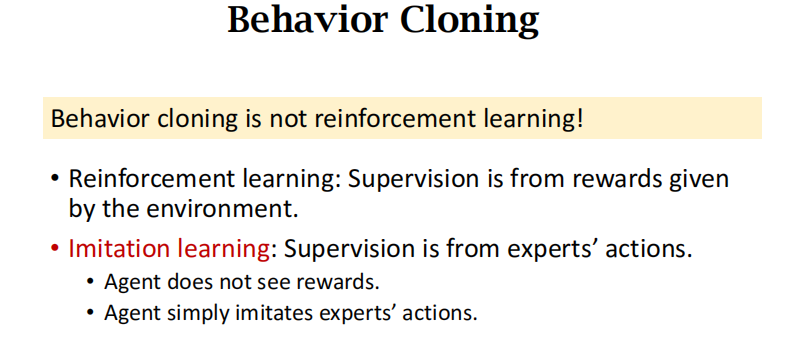 Behavior Cloning
Behavior cloning is not reinforcement learning!
• Reinforcement learning: Supervision is from rewards given
by the environment.
• Imitation learning: Supervision is from experts’ actions.
• Agent does not see rewards.
• Agent simply imitates experts’ actions.